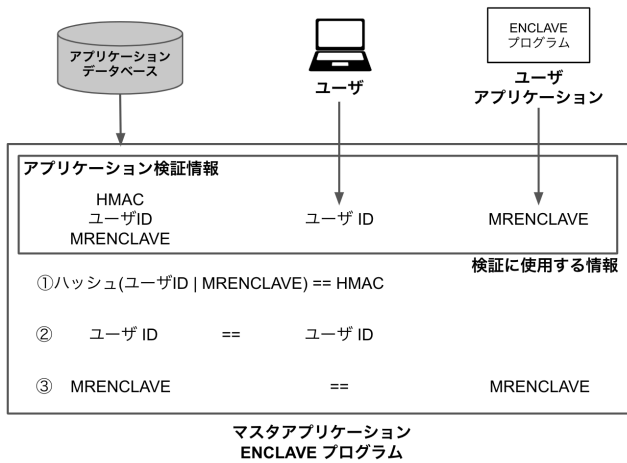 アプリケーション
データベース
ユーザ
ENCLAVE
プログラム
ユーザ
アプリケーション
アプリケーション検証情報
HMAC
ユーザID
MRENCLAVE
ユーザ ID
MRENCLAVE
検証に使用する情報
①ハッシュ(ユーザID | MRENCLAVE) == HMAC
② ユーザ ID == ユーザ ID
③ MRENCLAVE == MRENCLAVE
マスタアプリケーション
ENCLAVE プログラム